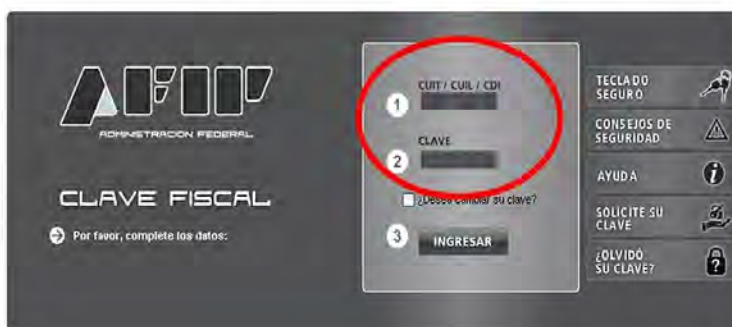 AFIP
ADMINISTRACION FEDERAL
CLAVE FISCAL
Por favor, complete los datos:
1
CUIT / CUIL / CDI
2
CLAVE
¿Desea cambiar su clave?
3
INGRESAR
TECLADO
SEGURO
CONSEJOS DE
SEGURIDAD
AYUDA
SOLICITE SU
CLAVE
¿OLVIDÓ
SU CLAVE?